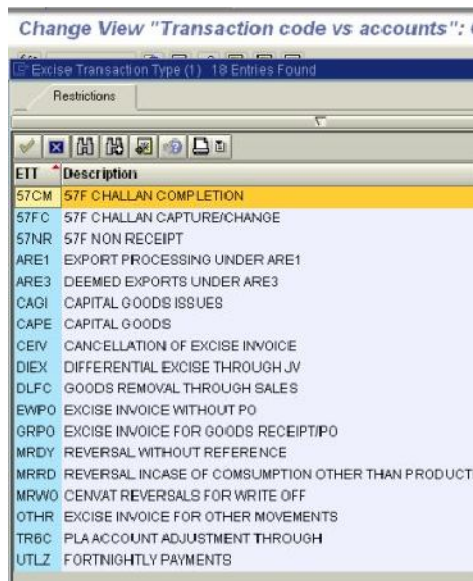 Change View "Transaction code vs accounts":
Excise Transaction Type (1) 18 Entries Found
Restrictions
ETT Description
57CM 57F CHALLAN COMPLETION
57FC 57F CHALLAN CAPTURE/CHANGE
57NR 57F NON RECEIPT
ARE1 EXPORT PROCESSING UNDER ARE1
ARE3 DEEMED EXPORTS UNDER ARE3
CAGI CAPITAL GOODS ISSUES
CAPE CAPITAL GOODS
CEIV CANCELLATION OF EXCISE INVOICE
DIEX DIFFERENTIAL EXCISE THROUGH JV
DLFC GOODS REMOVAL THROUGH SALES
EWPO EXCISE INVOICE WITHOUT PO
GRPO EXCISE INVOICE FOR GOODS RECEIPT/PO
MRDY REVERSAL WITHOUT REFERENCE
MRRD REVERSAL INCASE OF COMSUMPTION OTHER THAN PRODUCTI
MRWO CENVAT REVERSALS FOR WRITE OFF
OTHR EXCISE INVOICE FOR OTHER MOVEMENTS
TR6C PLA ACCOUNT ADJUSTMENT THROUGH
UTLZ FORTNIGHTLY PAYMENTS